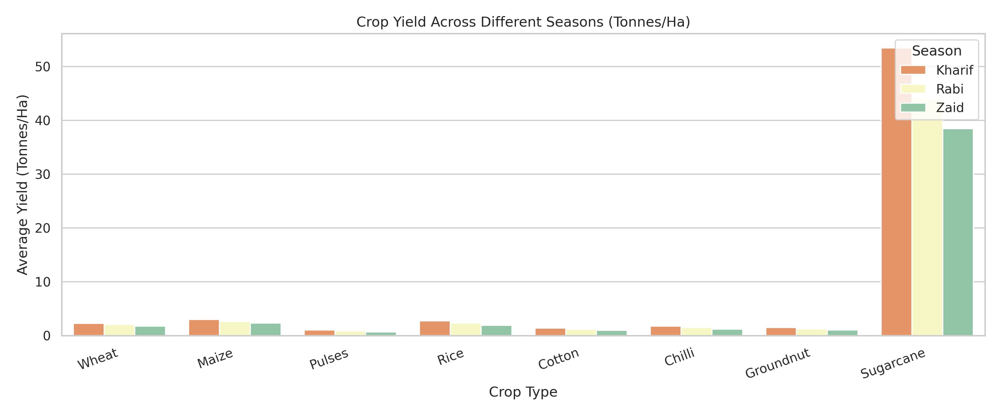 Crop Yield Across Different Seasons (Tonnes/Ha)
Average Yield (Tonnes/Ha)
50
40
30
20
10
0
Season
Kharif
Rabi
Zaid
Wheat
Maize
Pulses
Rice
Cotton
Chilli
Groundnut
Sugarcane
Crop Type